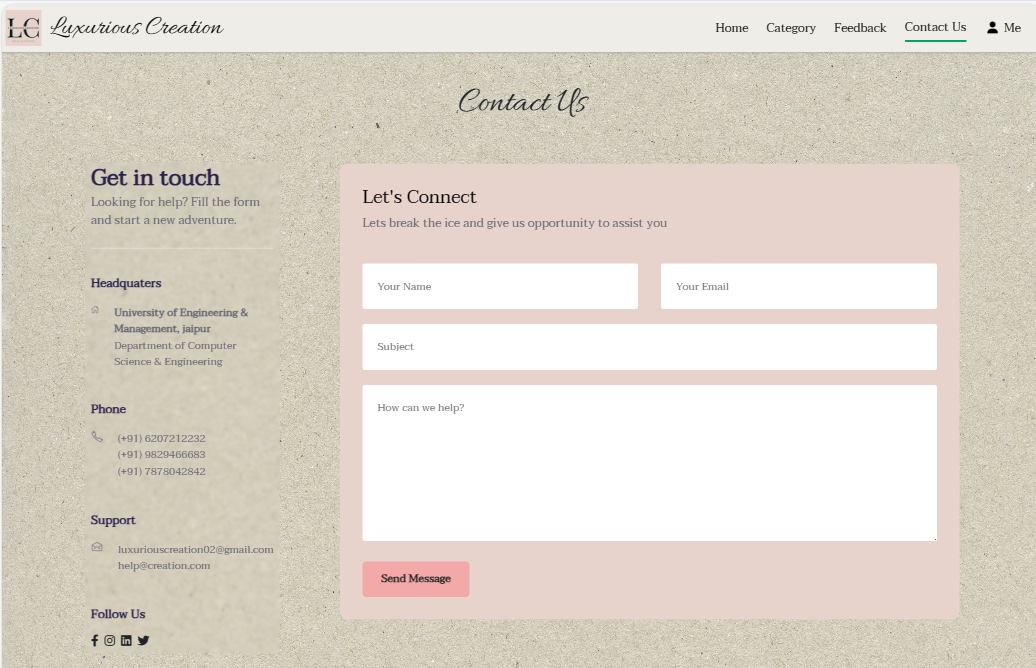 LC Luxurious Creation
Home Category Feedback Contact Us Me
Contact Us
Get in touch
Looking for help? Fill the form
and start a new adventure.
Headquaters
University of Engineering &
Management, jaipur
Department of Computer
Science & Engineering
Phone
(+91) 6207212232
(+91) 9829466683
(+91) 7878042842
Support
luxuriouscreation02@gmail.com
help@creation.com
Follow Us
Let's Connect
Lets break the ice and give us opportunity to assist you
Your Name
Your Email
Subject
How can we help?
Send Message